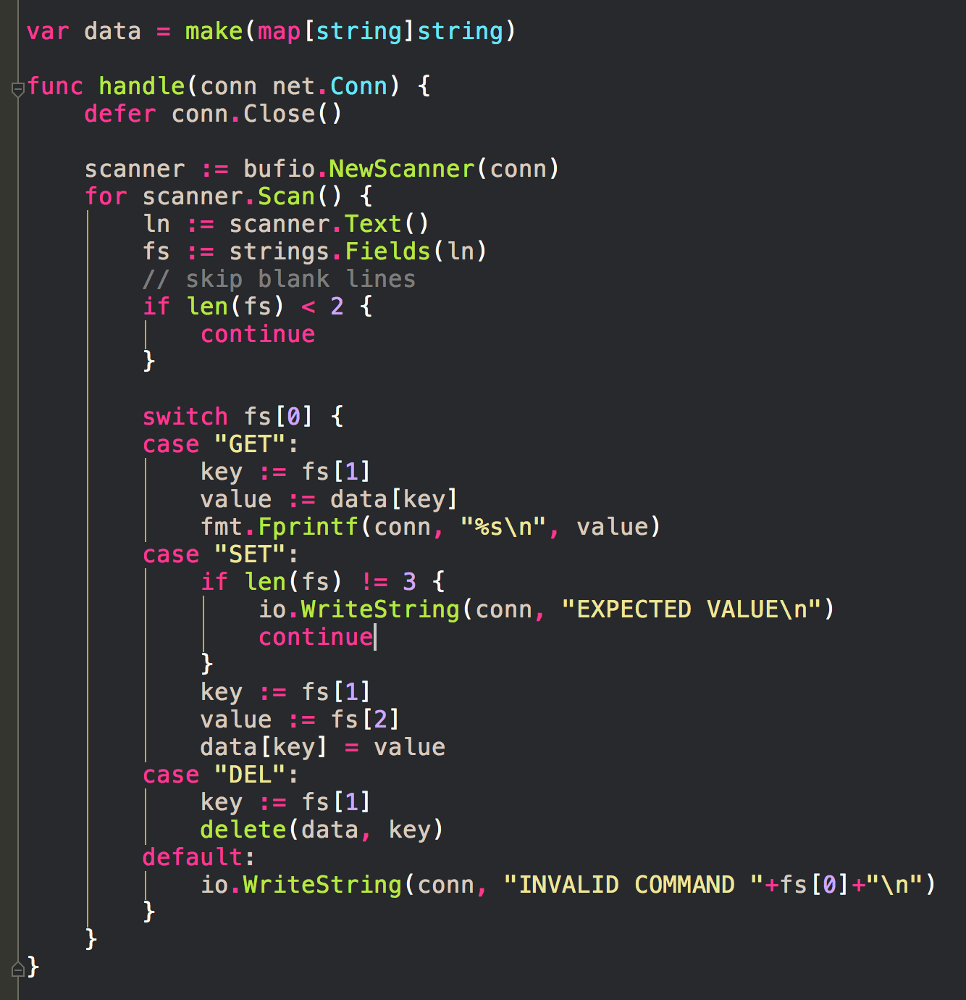 var data = make(map[string]string)
func handle(conn net.Conn) {
    defer conn.Close()
    scanner := bufio.NewScanner(conn)
    for scanner.Scan() {
        ln := scanner.Text()
        fs := strings.Fields(ln)
        // skip blank lines
        if len(fs) < 2 {
            continue
        }
        switch fs[0] {
        case "GET":
            key := fs[1]
            value := data[key]
            fmt.Fprintf(conn, "%s\n", value)
        case "SET":
            if len(fs) != 3 {
                io.WriteString(conn, "EXPECTED VALUE\n")
                continue
            }
            key := fs[1]
            value := fs[2]
            data[key] = value
        case "DEL":
            key := fs[1]
            delete(data, key)
        default:
            io.WriteString(conn, "INVALID COMMAND "+fs[0]+"\n")
        }
    }
}